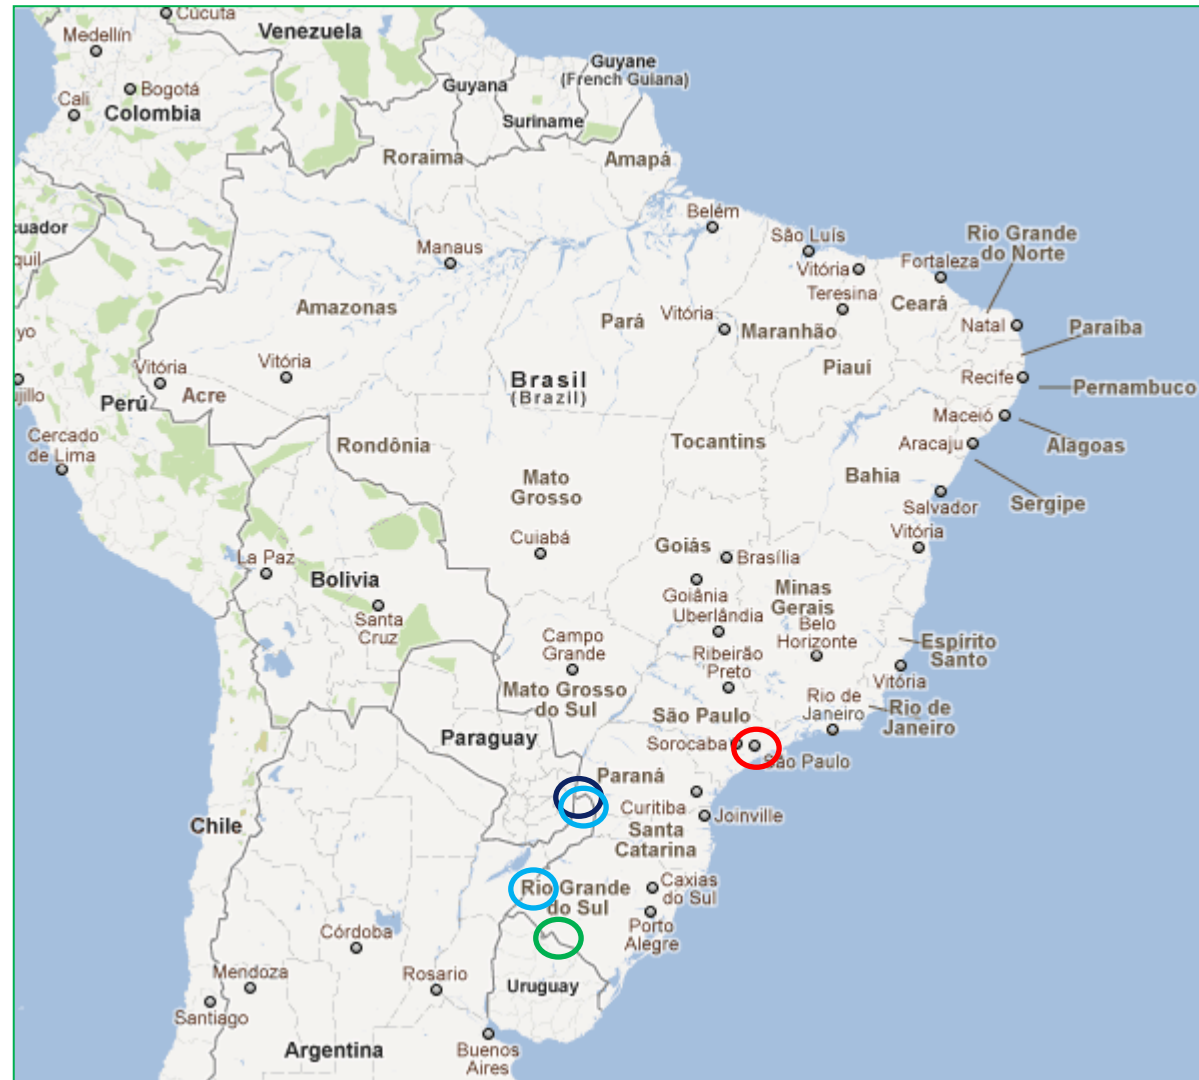 Cúcuta
Medellín
Venezuela
Guyane
(French Guiana)
Bogotá
Guyana
Cali
Colombia
Suriname
Roraima
Amapá
Belém
cuador
São Luís
Rio Grande
do Norte
Manaus
quil
Vitória
Fortaleza
Teresina
Ceará
Amazonas
Pará
Vitória
Maranhão
Natal
Paraíba
yo
Vitória
Vitória
Piauí
Brasil
(Brazil)
Recife
Pernambuco
ujillo
Perú
Acre
Maceió
Cercado
de Lima
Rondônia
Tocantins
Aracaju
Alagoas
Mato
Grosso
Bahia
Salvador
Sergipe
Cuiabá
Goiás
Brasília
Vitória
La Paz
Bolivia
Goiânia
Minas
Gerais
Santa
Cruz
Uberlândia
Belo
Horizonte
Campo
Grande
Ribeirão
Preto
Espírito
Santo
Vitória
Mato Grosso
do Sul
Rio de
Janeiro
Rio de
Janeiro
São Paulo
Paraguay
Sorocaba
São Paulo
Paraná
Curitiba
Joinville
Chile
Santa
Catarina
Rio Grande
do Sul
Caxias
do Sul
Porto
Alegre
Córdoba
Mendoza
Rosario
Uruguay
Santiago
Argentina
Buenos
Aires